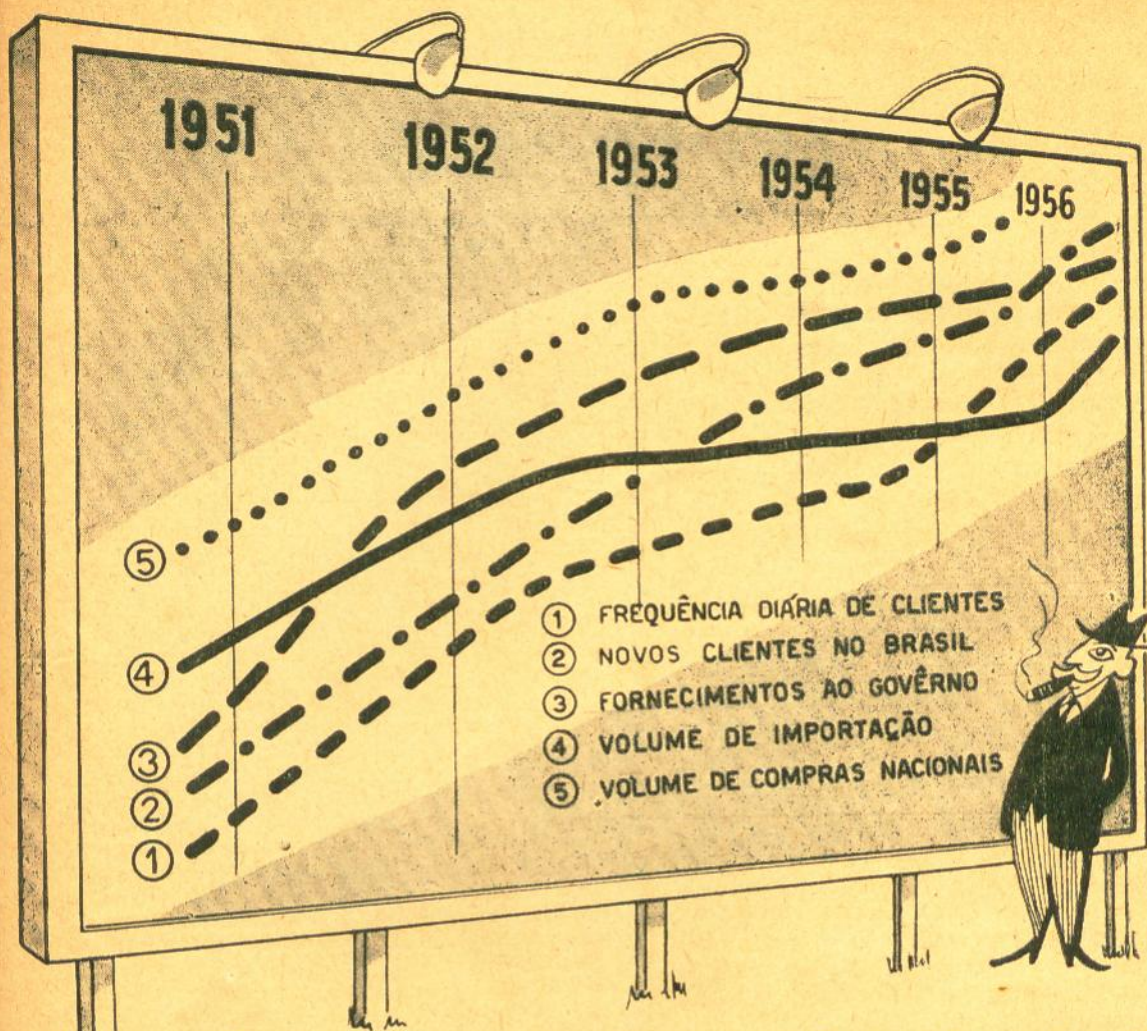 1951 1952 1953 1954 1955 1956
5
4
3
2
1
1 FREQUÊNCIA DIÁRIA DE CLIENTES
2 NOVOS CLIENTES NO BRASIL
3 FORNECIMENTOS AO GOVÊRNO
4 VOLUME DE IMPORTAÇÃO
5 VOLUME DE COMPRAS NACIONAIS